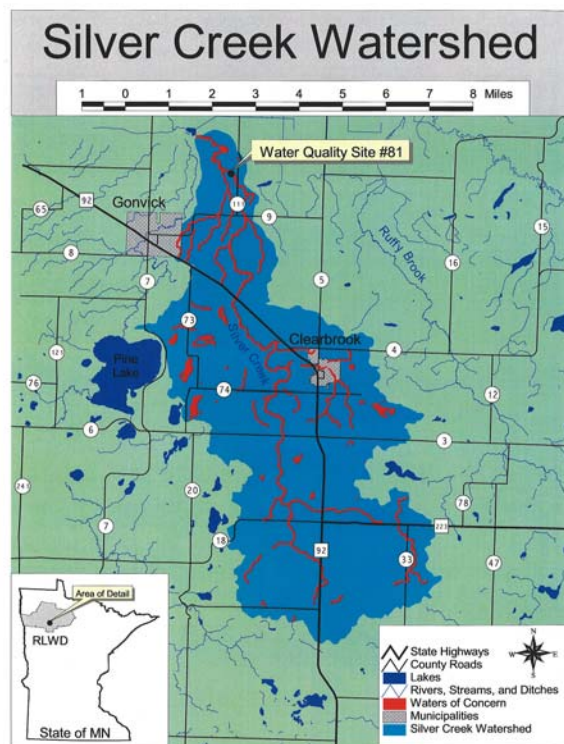 Silver Creek Watershed
1 0 1 2 3 4 5 6 7 8 Miles
Water Quality Site #81
92
Gonvick
65
111
9
15
8
Ruffy Brook
16
7
5
73
Silver Creek
Clearbrook
4
121
Pine
Lake
76
74
12
6
3
241
20
78
7
18
223
92
33
47
Area of Detail
RLWD
State of MN
N
W E
S
State Highways
County Roads
Lakes
Rivers, Streams, and Ditches
Waters of Concern
Municipalities
Silver Creek Watershed